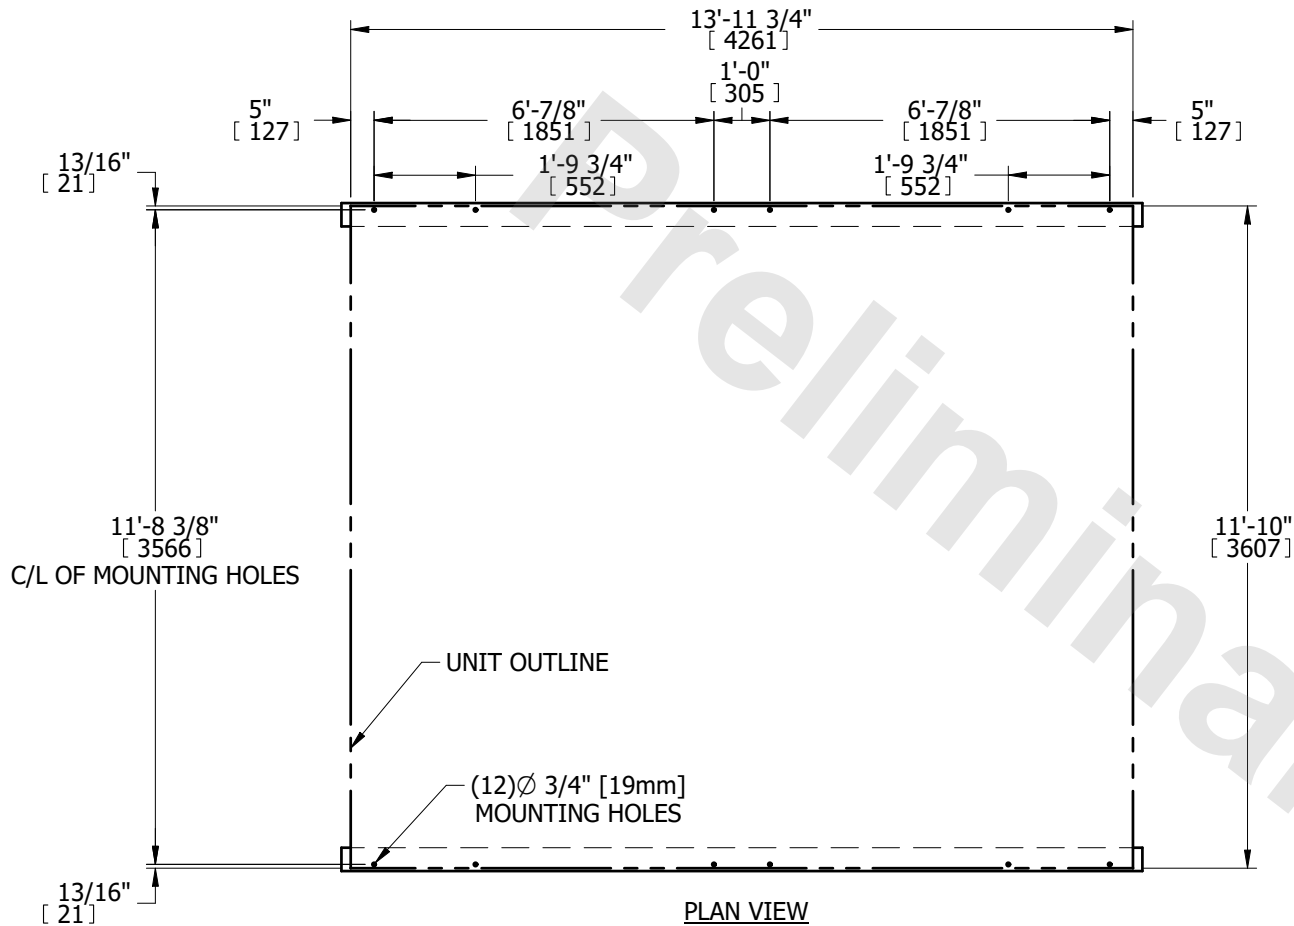 13'-11 3/4"
[ 4261]
1'-0"
[ 305 ]
5"
[ 127]
6'-7/8"
[ 1851 ]
6'-7/8"
[ 1851 ]
5"
[ 127]
13/16"
[ 21]
1'-9 3/4"
[ 552]
1'-9 3/4"
[ 552]
11'-8 3/8"
[ 3566]
C/L OF MOUNTING HOLES
11'-10"
[ 3607]
UNIT OUTLINE
(12)∅ 3/4" [19mm]
MOUNTING HOLES
13/16"
[ 21]
PLAN VIEW
Prelimina